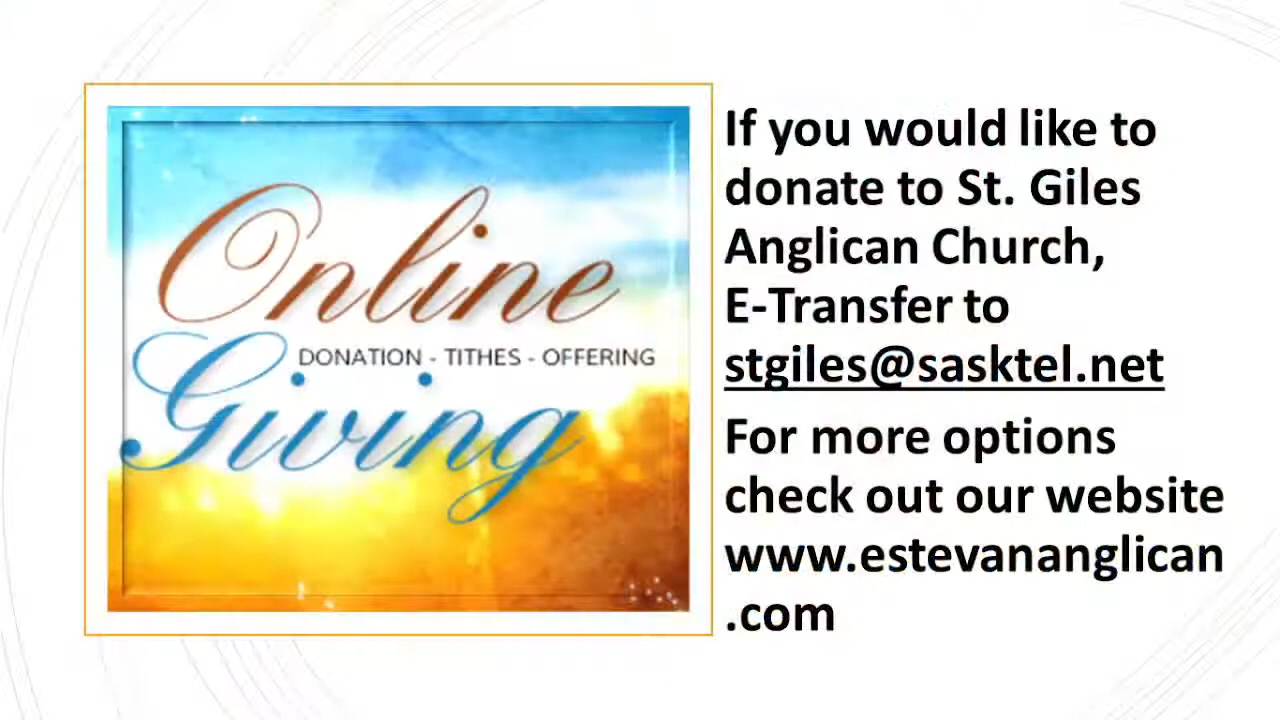 Online
DONATION - TITHES - OFFERING
Giving
If you would like to
donate to St. Giles
Anglican Church,
E-Transfer to
stgiles@sasktel.net
For more options
check out our website
www.estevananglican
.com